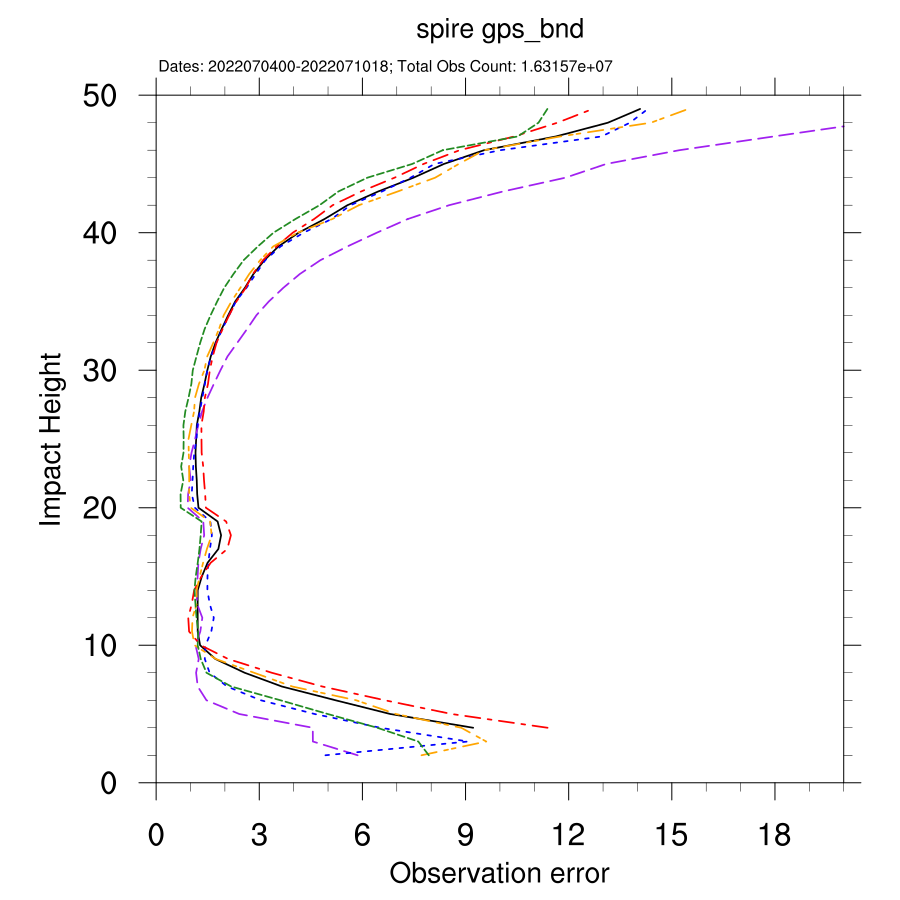 spire gps_bnd
Dates: 2022070400-2022071018; Total Obs Count: 1.63157e+07
50
40
30
20
10
0
Impact Height
0 3 6 9 12 15 18
Observation error